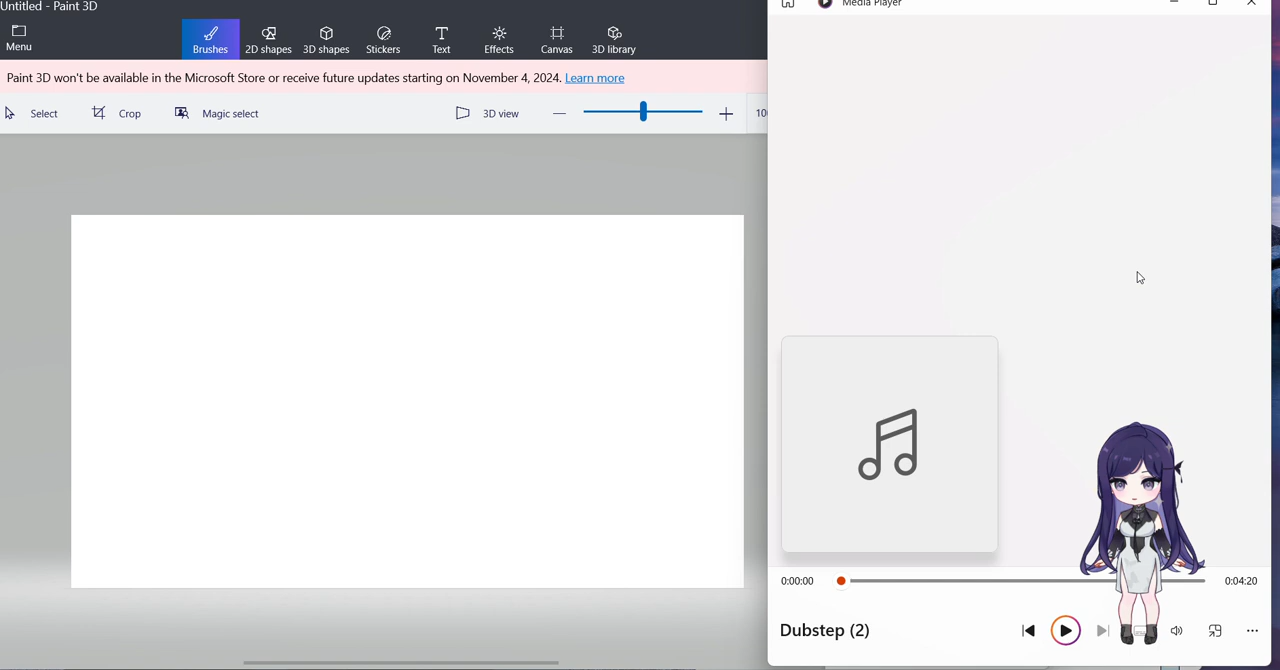 Untitled - Paint 3D
Media Player
Menu
Brushes
2D shapes
3D shapes
Stickers
Text
Effects
Canvas
3D library
Paint 3D won't be available in the Microsoft Store or receive future updates starting on November 4, 2024. Learn more
Select
Crop
Magic select
3D view
0:00:00
0:04:20
Dubstep (2)